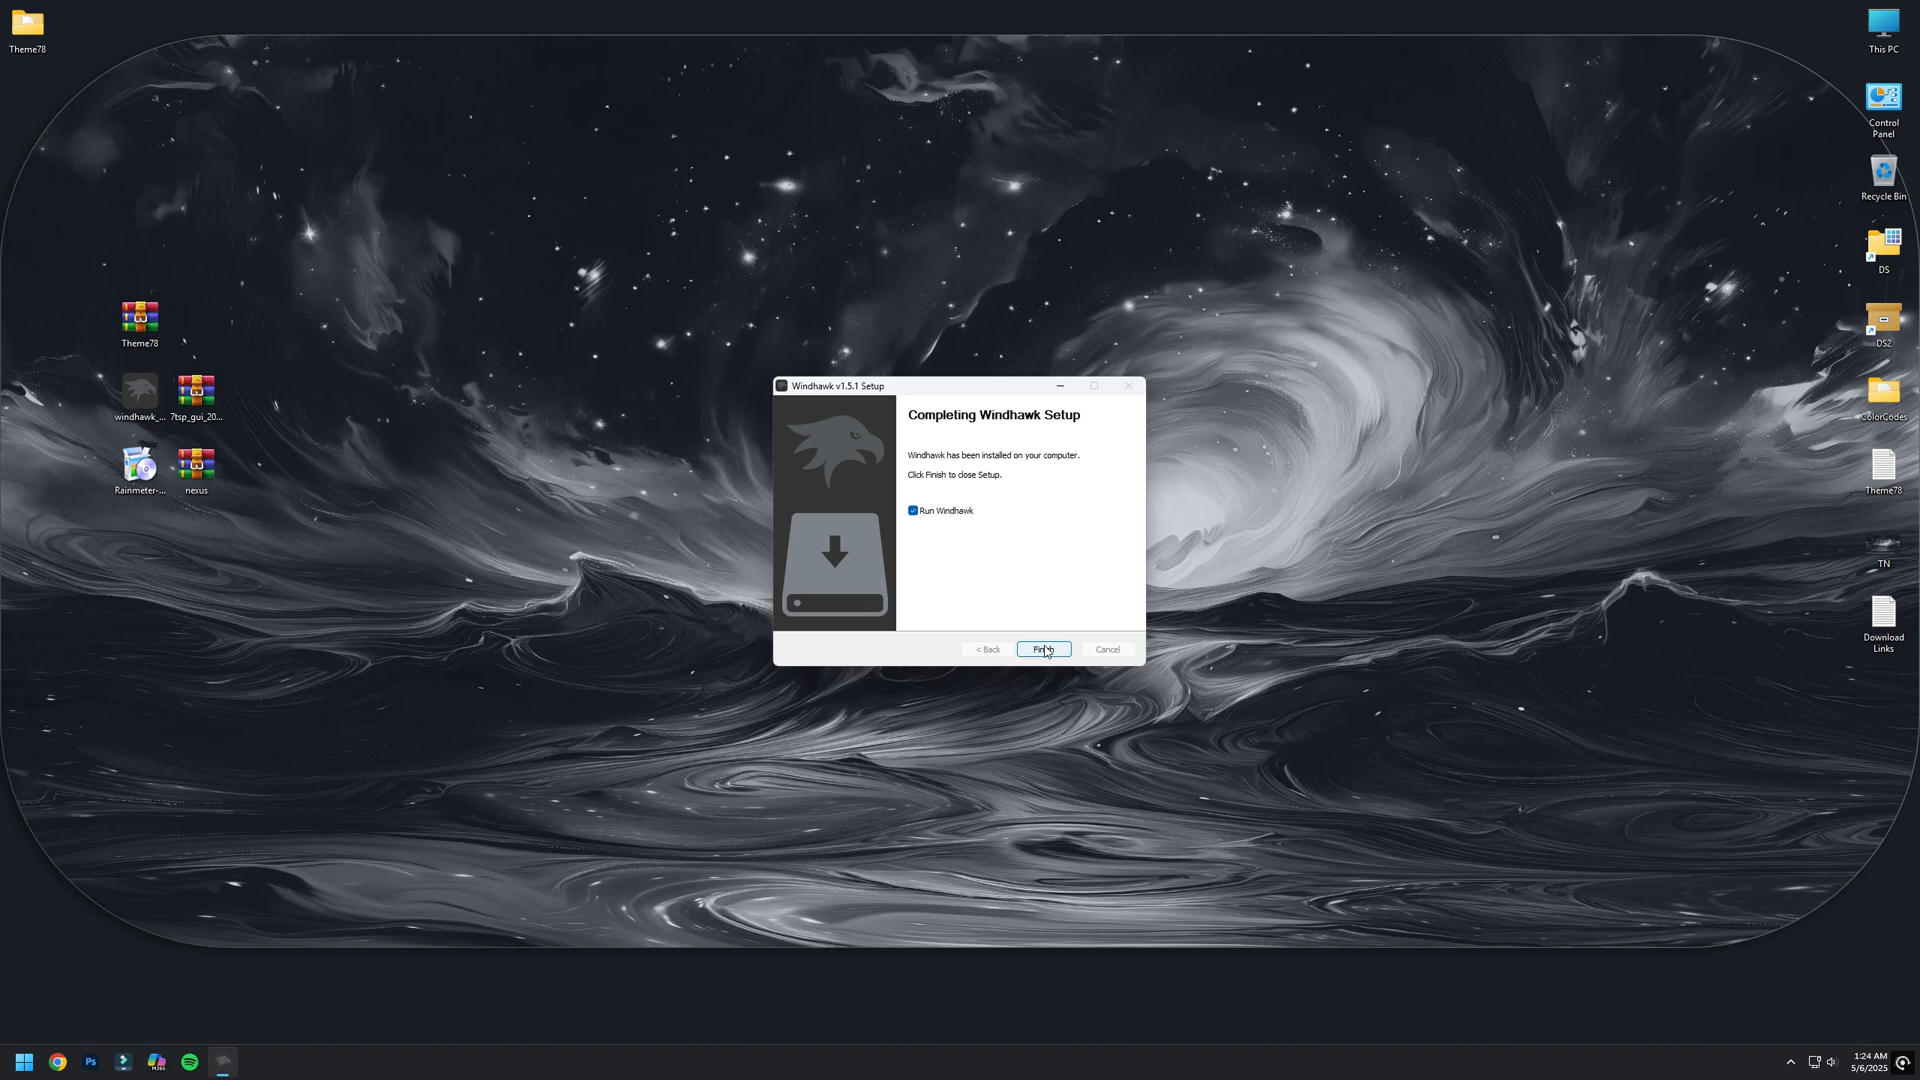 Theme78
This PC
Control
Panel
Recycle Bin
DS
Theme78
DS2
windhawk_...
7tsp_gui_20...
ColorCodes
Rainmeter-...
nexus
Theme78
TN
Download
Links
Windhawk v1.5.1 Setup
Completing Windhawk Setup
Windhawk has been installed on your computer.
Click Finish to close Setup.
Run Windhawk
< Back
Cancel
Ps
M365
1:24 AM
5/6/2025